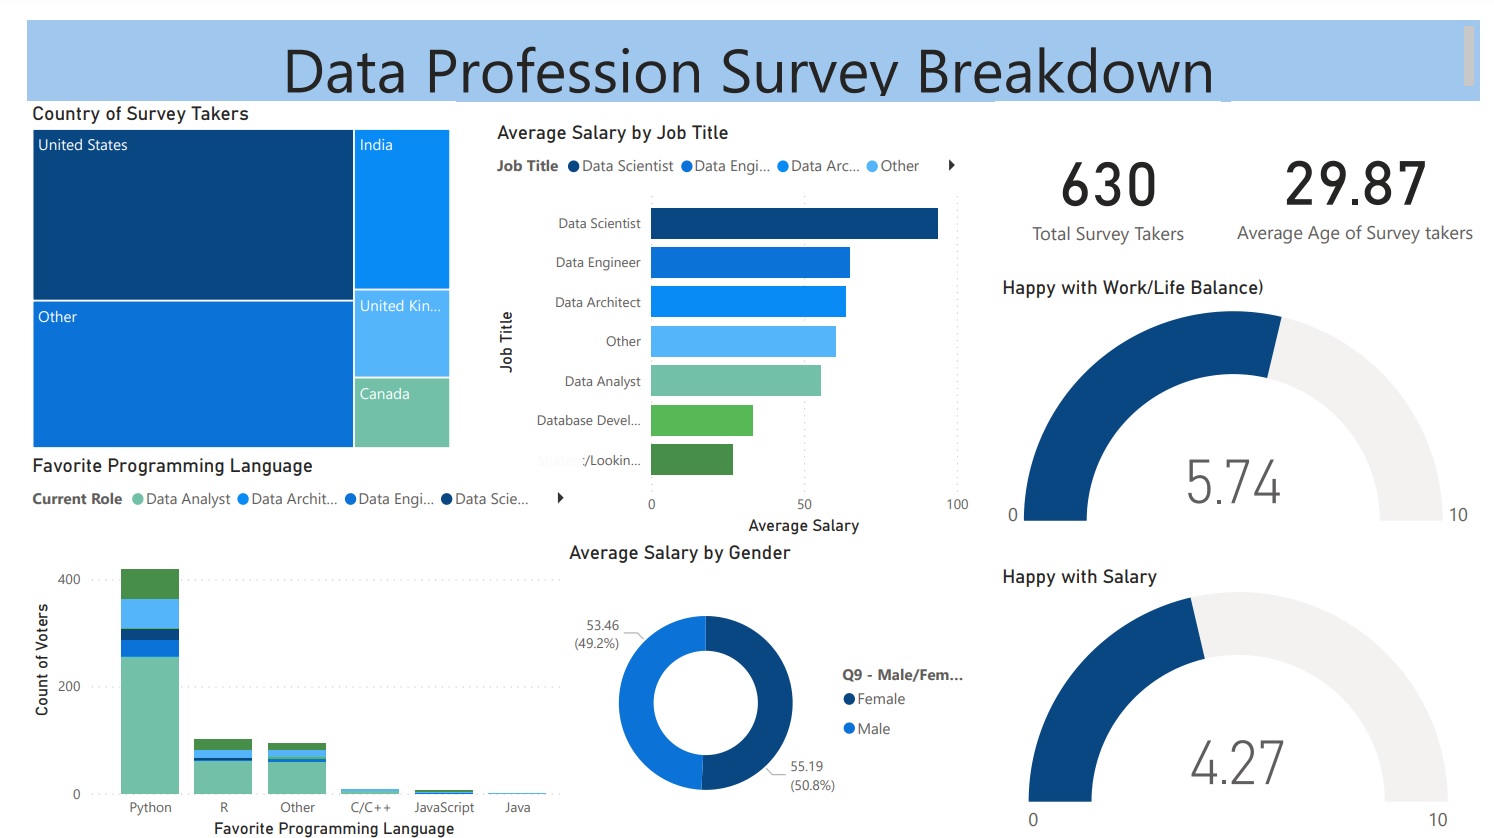 Data Profession Survey Breakdown
Country of Survey Takers
United States
India
Other
United Kin...
Canada
Average Salary by Job Title
Job Title Data Scientist Data Engi... Data Arc... Other
Job Title
Data Scientist
Data Engineer
Data Architect
Other
Data Analyst
Database Devel...
/Lookin...
0 50 100
Average Salary
630
Total Survey Takers
29.87
Average Age of Survey takers
Happy with Work/Life Balance)
5.74
0 10
Favorite Programming Language
Current Role Data Analyst Data Archit... Data Engi... Data Scie...
Count of Voters
400
200
0
Python R Other C/C++ JavaScript Java
Favorite Programming Language
Average Salary by Gender
53.46
(49.2%)
55.19
(50.8%)
Q9 - Male/Fem...
Female
Male
Happy with Salary
4.27
0 10